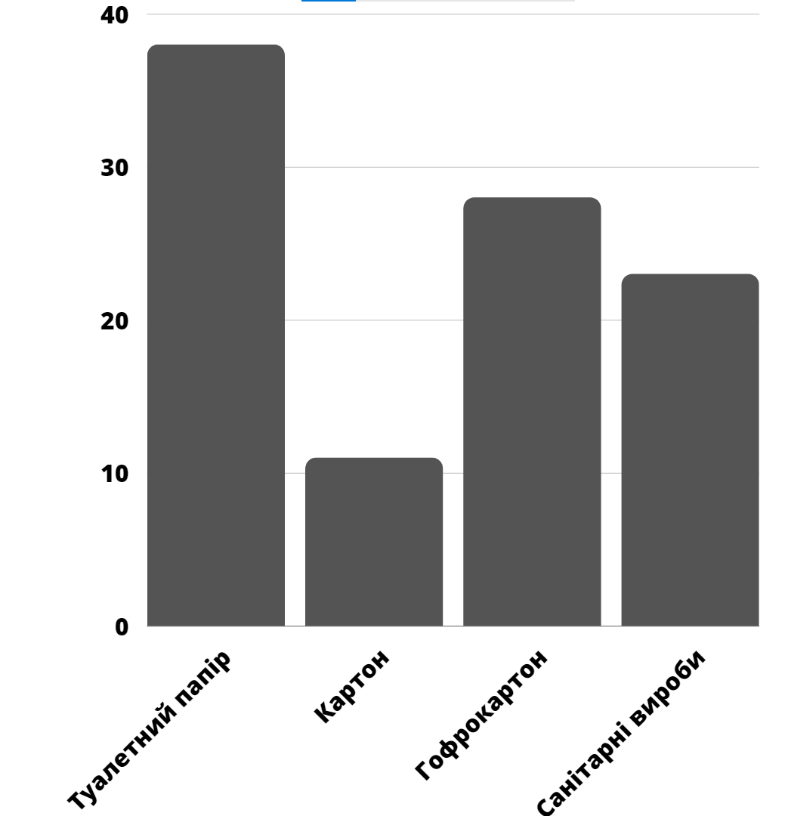 40
30
20
10
0
Туалетний папір
Картон
Гофрокартон
Санітарні вироби